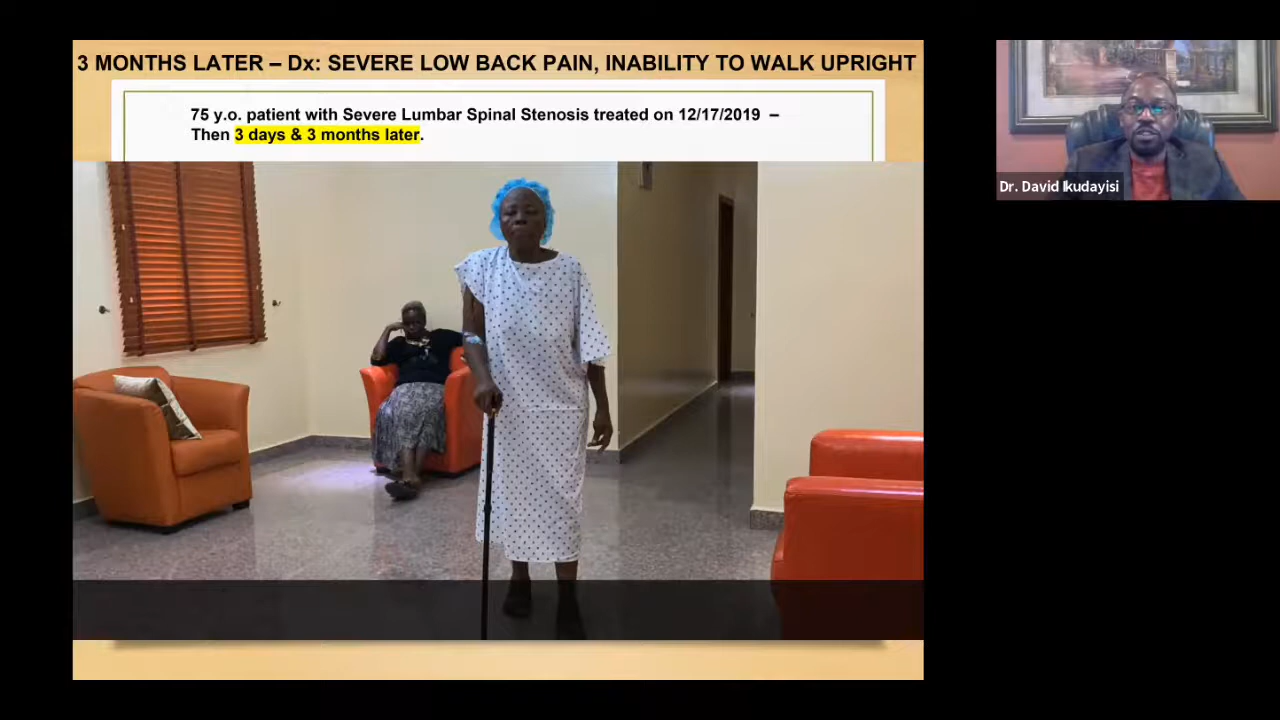 3 MONTHS LATER – Dx: SEVERE LOW BACK PAIN, INABILITY TO WALK UPRIGHT
75 y.o. patient with Severe Lumbar Spinal Stenosis treated on 12/17/2019 –
Then 3 days & 3 months later.
Dr. David Ikudayisi